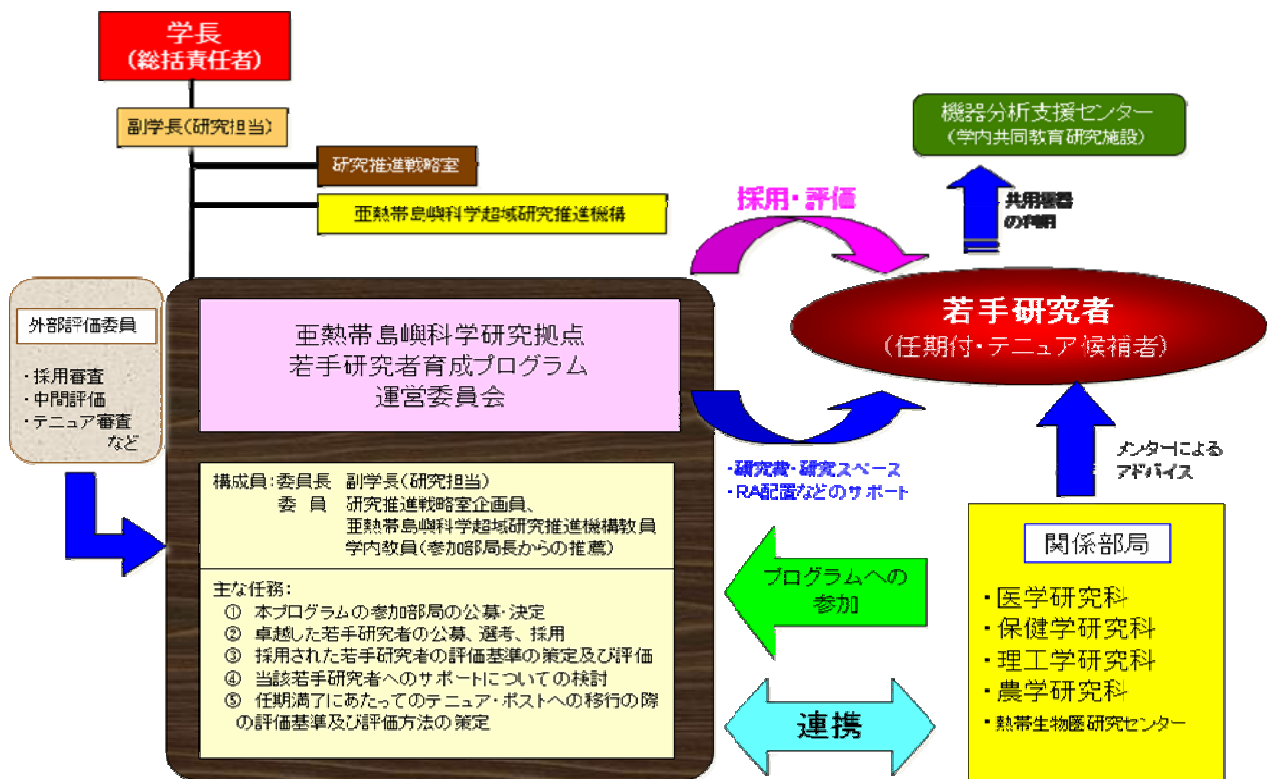 学長
(総括責任者)
副学長(研究担当)
研究推進戦略室
亜熱帯島嶼科学超域研究推進機構
機器分析支援センター
(学内共同教育研究施設)
採用・評価
共用機器
の利用
若手研究者
(任期付・テニュア候補者)
外部評価委員
・採用審査
・中間評価
・テニュア審査
など
亜熱帯島嶼科学研究拠点
若手研究者育成プログラム
運営委員会
・研究費・研究スペース
・RA配置などのサポート
メンターによる
アドバイス
構成員:委員長 副学長(研究担当)
委 員 研究推進戦略室企画員、
亜熱帯島嶼科学超域研究推進機構教員
学内教員(参加部局長からの推薦)
主な任務:
① 本プログラムの参加部局の公募・決定
② 卓越した若手研究者の公募、選考、採用
③ 採用された若手研究者の評価基準の策定及び評価
④ 当該若手研究者へのサポートについての検討
⑤ 任期満了にあたってのテニュア・ポストへの移行の際
の評価基準及び評価方法の策定
プログラムへの
参加
連携
関係部局
・医学研究科
・保健学研究科
・理工学研究科
・農学研究科
・熱帯生物圏研究センター